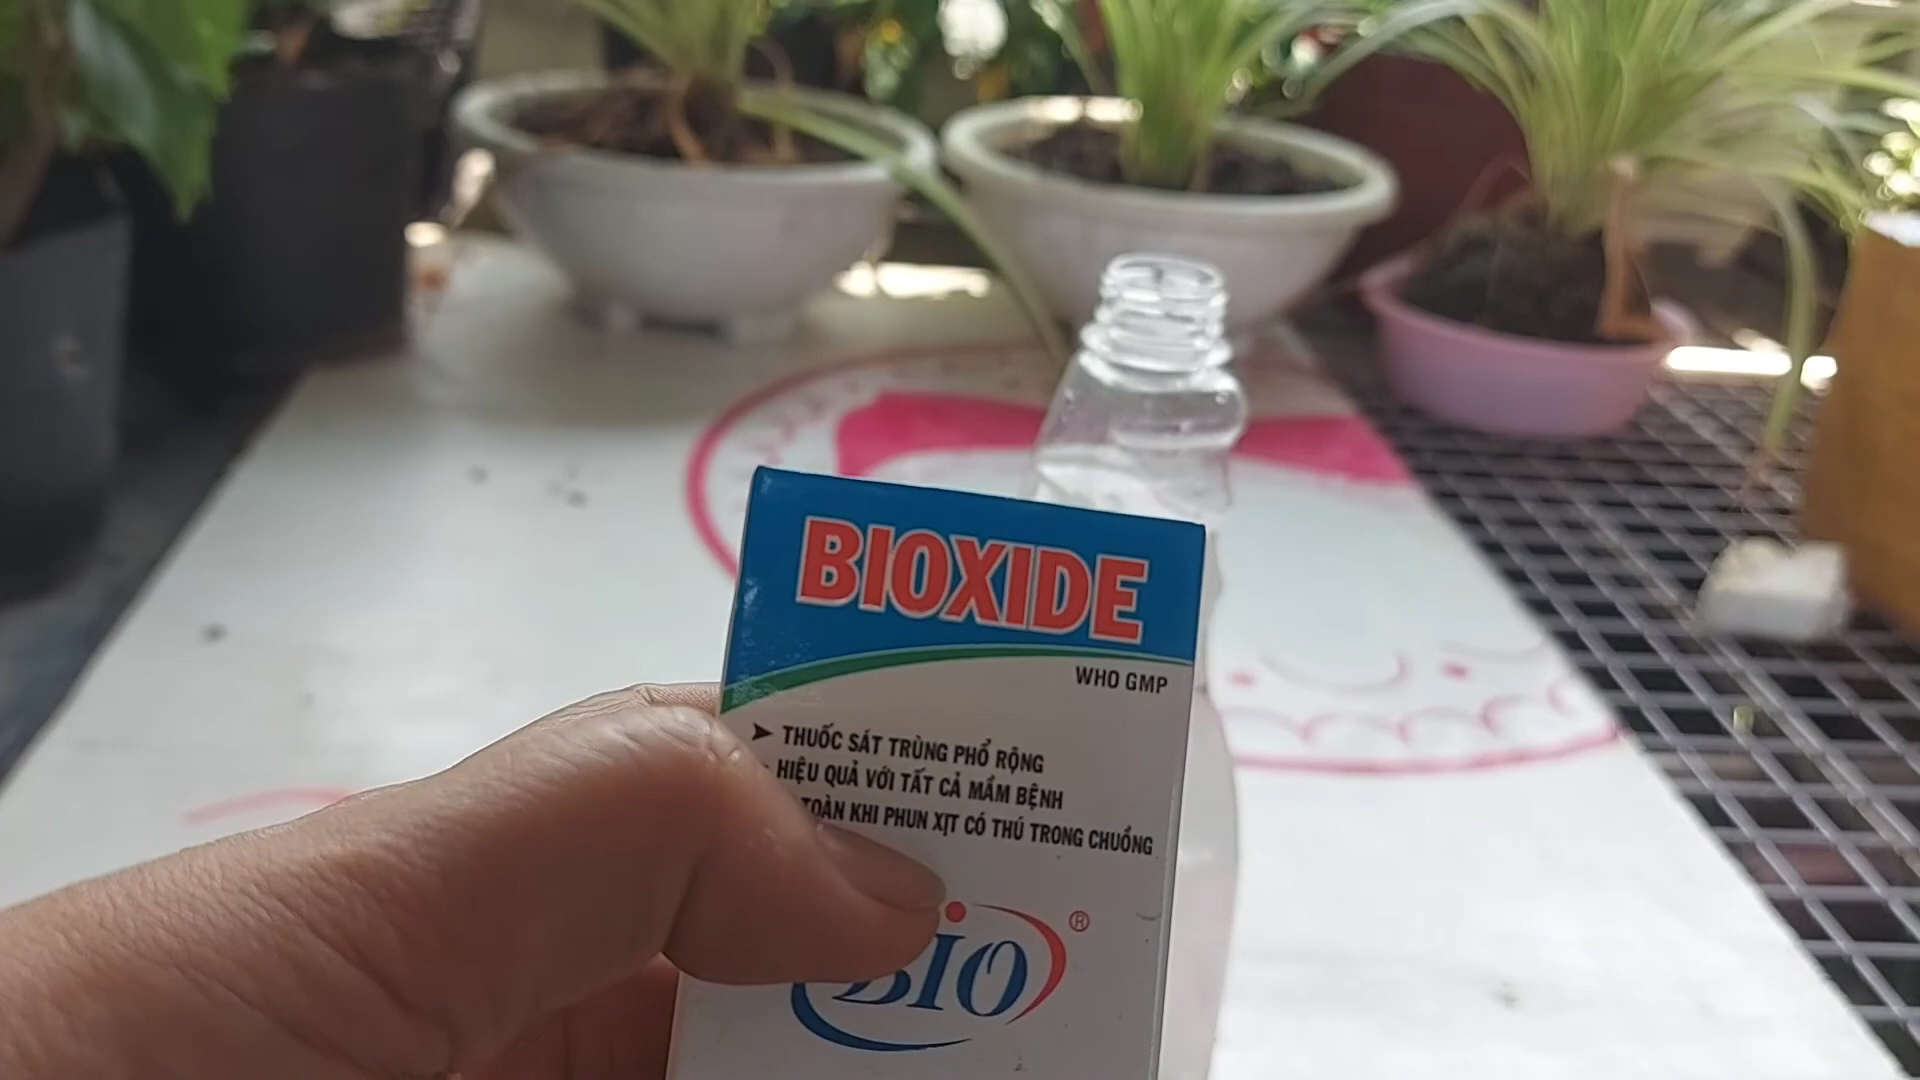 BIOXIDE
WHO GMP
➤ THUỐC SÁT TRÙNG PHỔ RỘNG
HIỆU QUẢ VỚI TẤT CẢ MẦM BỆNH
TOÀN KHI PHUN XỊT CÓ THÚ TRONG CHUỒNG
BIO ®